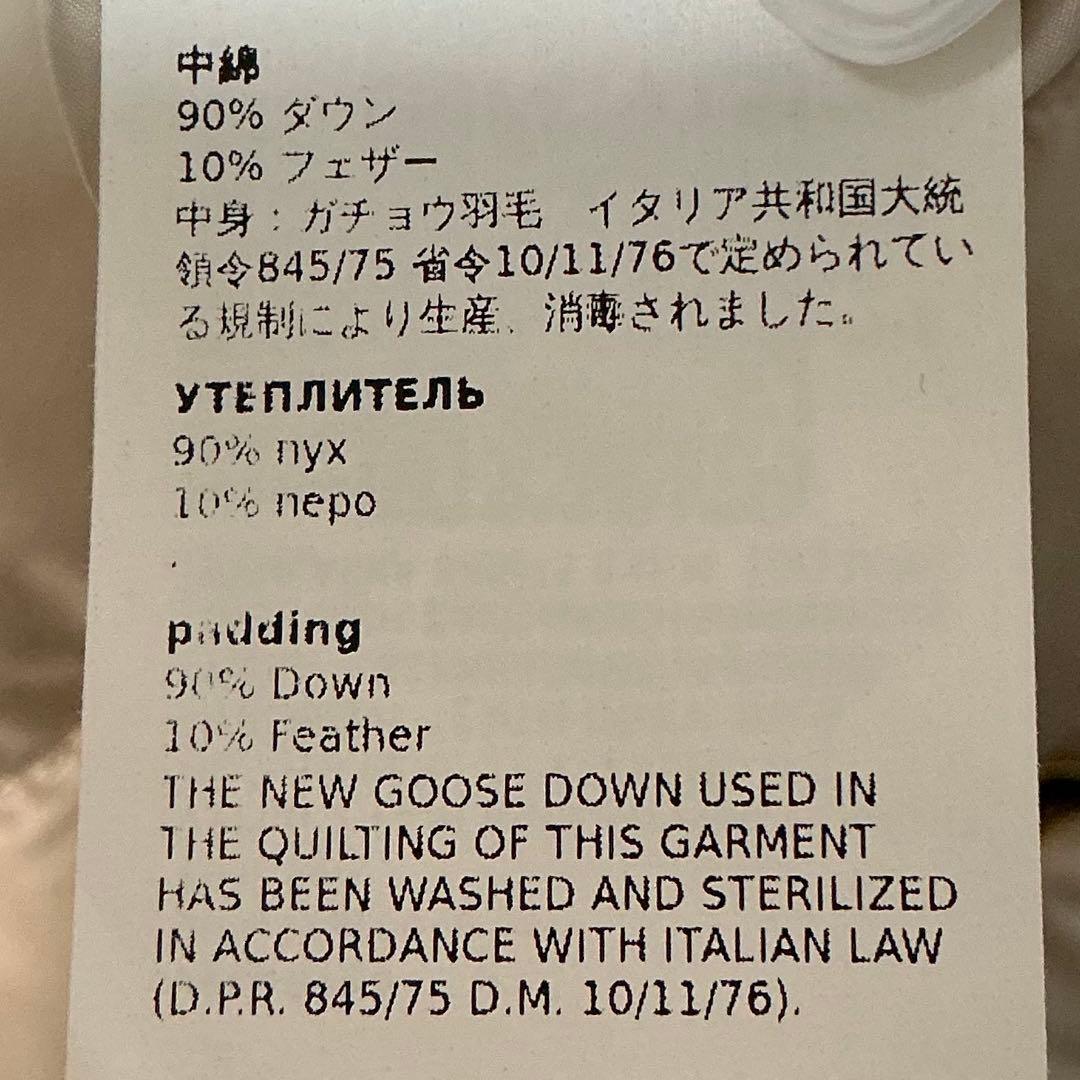 中綿
90% ダウン
10% フェザー
中身：ガチョウ羽毛　イタリア共和国大統
領令845/75 省令10/11/76で定められてい
る規制により生産、消毒されました。
УТЕПЛИТЕЛЬ
90% пух
10% перо
.
padding
90% Down
10% Feather
THE NEW GOOSE DOWN USED IN
THE QUILTING OF THIS GARMENT
HAS BEEN WASHED AND STERILIZED
IN ACCORDANCE WITH ITALIAN LAW
(D.P.R. 845/75 D.M. 10/11/76).